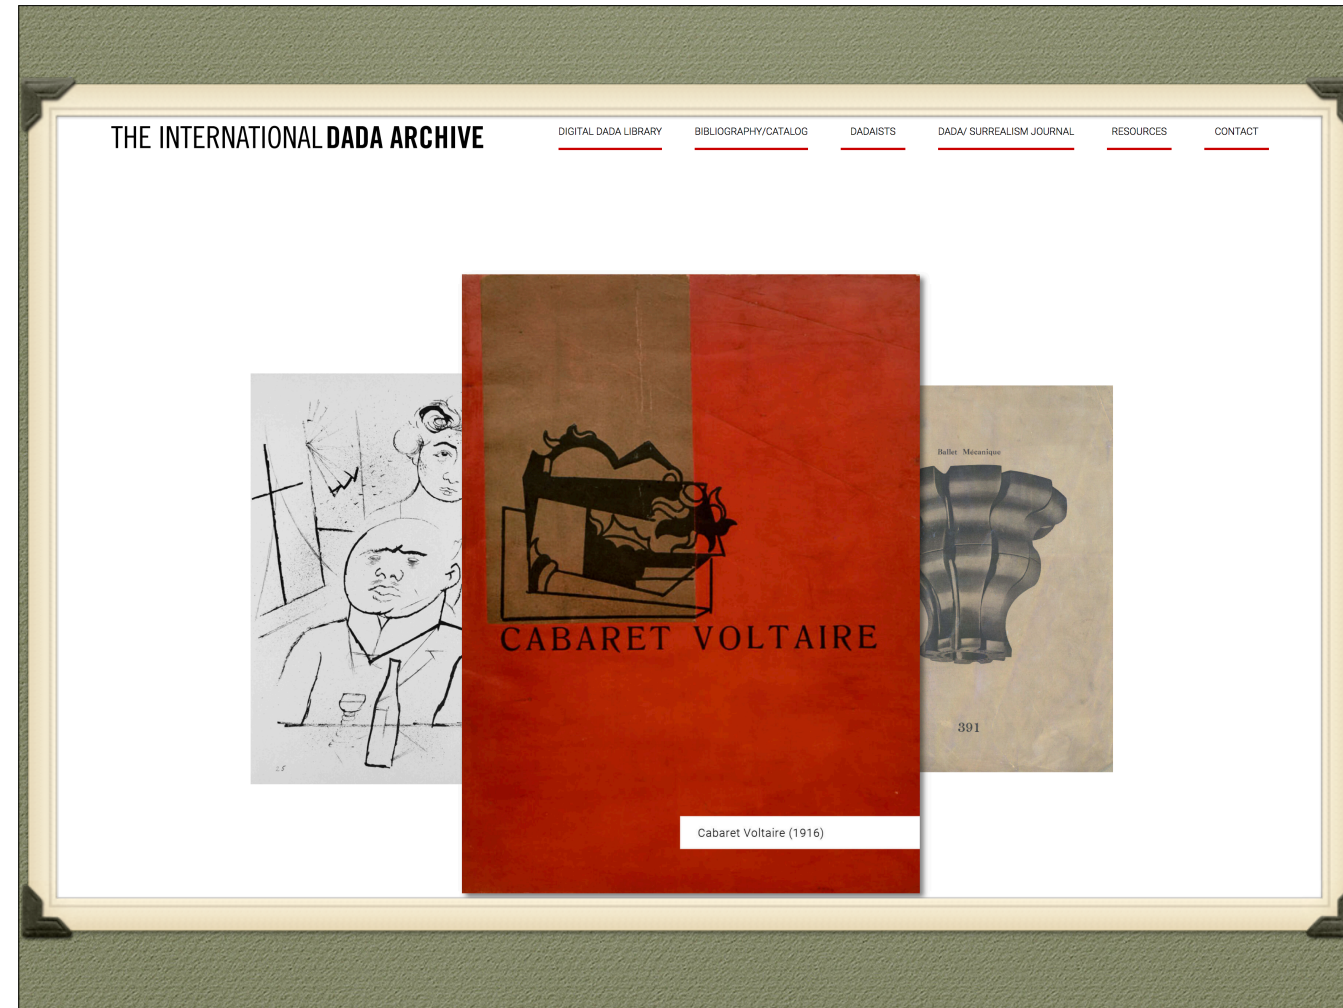 THE INTERNATIONAL DADA ARCHIVE
DIGITAL DADA LIBRARY
BIBLIOGRAPHY/CATALOG
DADAISTS
DADA/ SURREALISM JOURNAL
RESOURCES
CONTACT
Ballet Mécanique
CABARET VOLTAIRE
391
Cabaret Voltaire (1916)